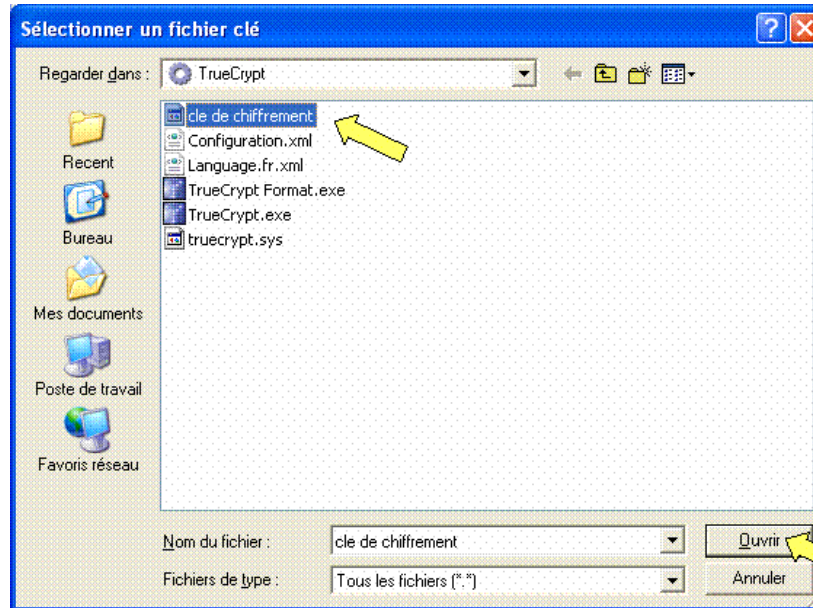 Sélectionner un fichier clé
Regarder dans :
TrueCrypt
Recent
Bureau
Mes documents
Poste de travail
Favoris réseau
cle de chiffrement
Configuration.xml
Language.fr.xml
TrueCrypt Format.exe
TrueCrypt.exe
truecrypt.sys
Nom du fichier :
cle de chiffrement
Ouvrir
Fichiers de type :
Tous les fichiers (*.*)
Annuler